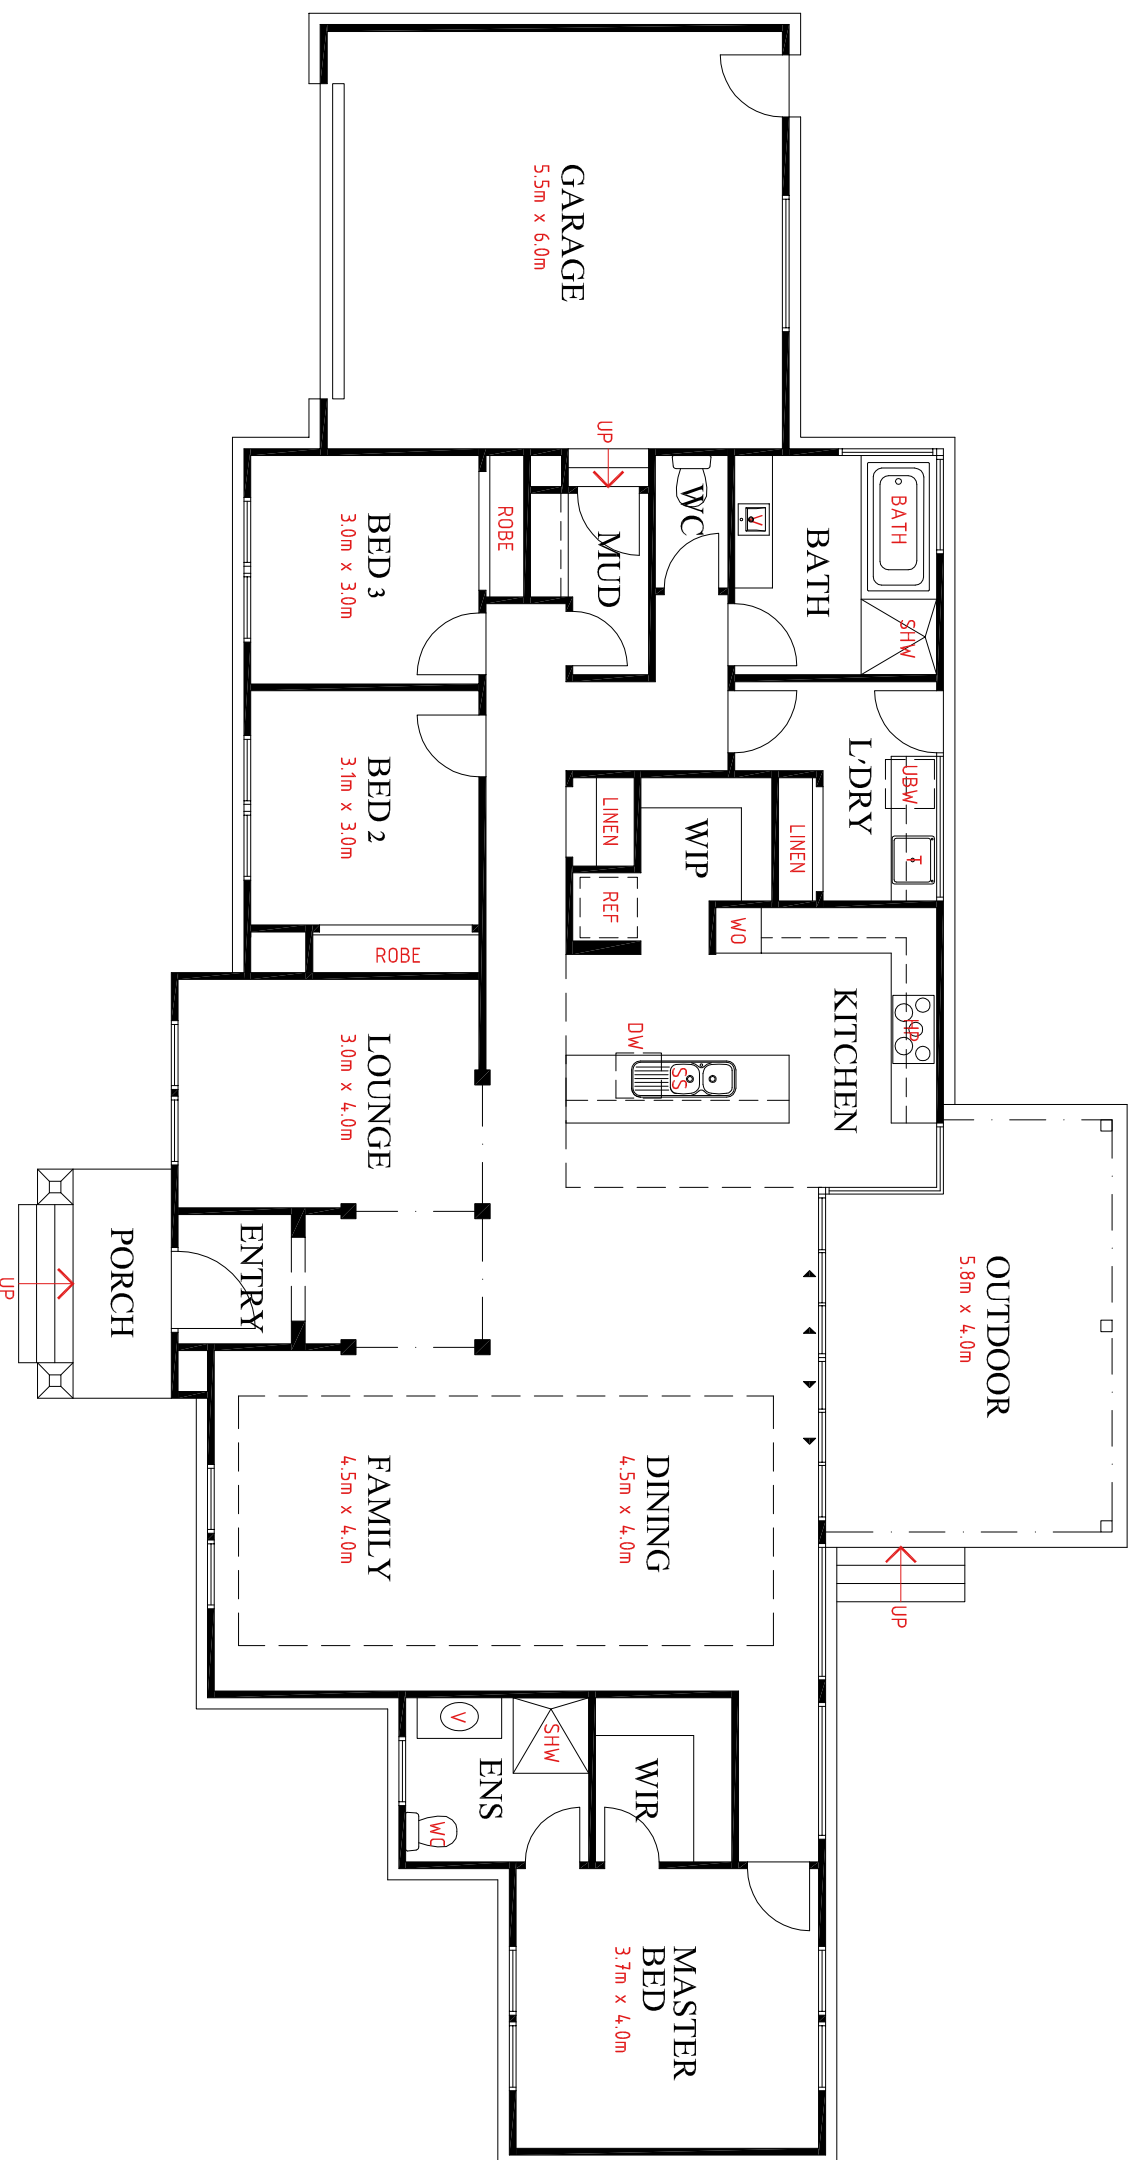 GARAGE
5.5m x 6.0m
UP
BATH
SHW
BATH
V
WC
MUD
ROBE
BED 3
3.0m x 3.0m
L'DRY
UBW
T
LINEN
WIP
LINEN
REF
BED 2
3.1m x 3.0m
ROBE
WO
KITCHEN
HP
DW
SS
LOUNGE
3.0m x 4.0m
OUTDOOR
5.8m x 4.0m
UP
ENTRY
PORCH
UP
DINING
4.5m x 4.0m
FAMILY
4.5m x 4.0m
WIR
SHW
V
ENS
WC
MASTER
BED
3.7m x 4.0m